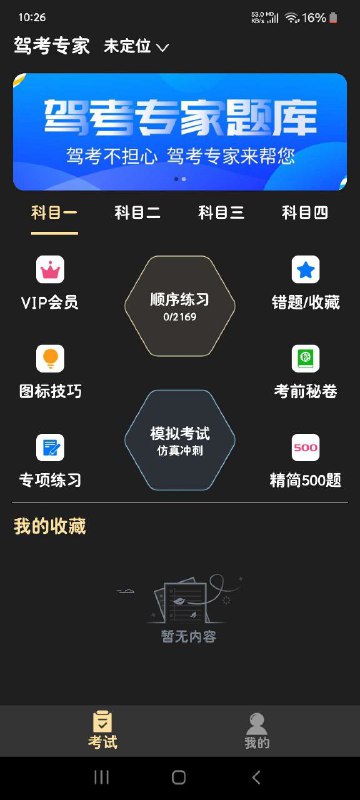 10:26
53.0 HD
KB/s
16%
驾考专家 未定位
驾考专家题库
驾考不担心 驾考专家来帮您
科目一 科目二 科目三 科目四
VIP会员
顺序练习
0/2169
错题/收藏
图标技巧
考前秘卷
模拟考试
仿真冲刺
500
专项练习
精简500题
我的收藏
暂无内容
考试
我的